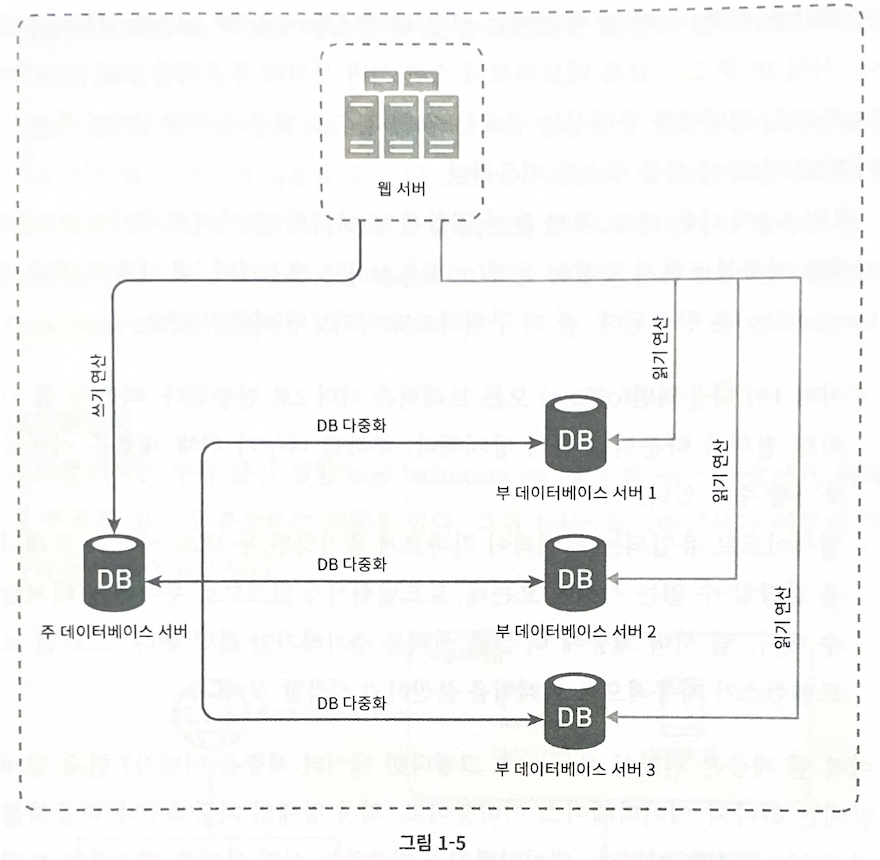 웹 서버
쓰기 연산
읽기 연산
읽기 연산
읽기 연산
DB 다중화
DB
부 데이터베이스 서버 1
DB
주 데이터베이스 서버
DB 다중화
DB
부 데이터베이스 서버 2
DB 다중화
DB
부 데이터베이스 서버 3
그림 1-5